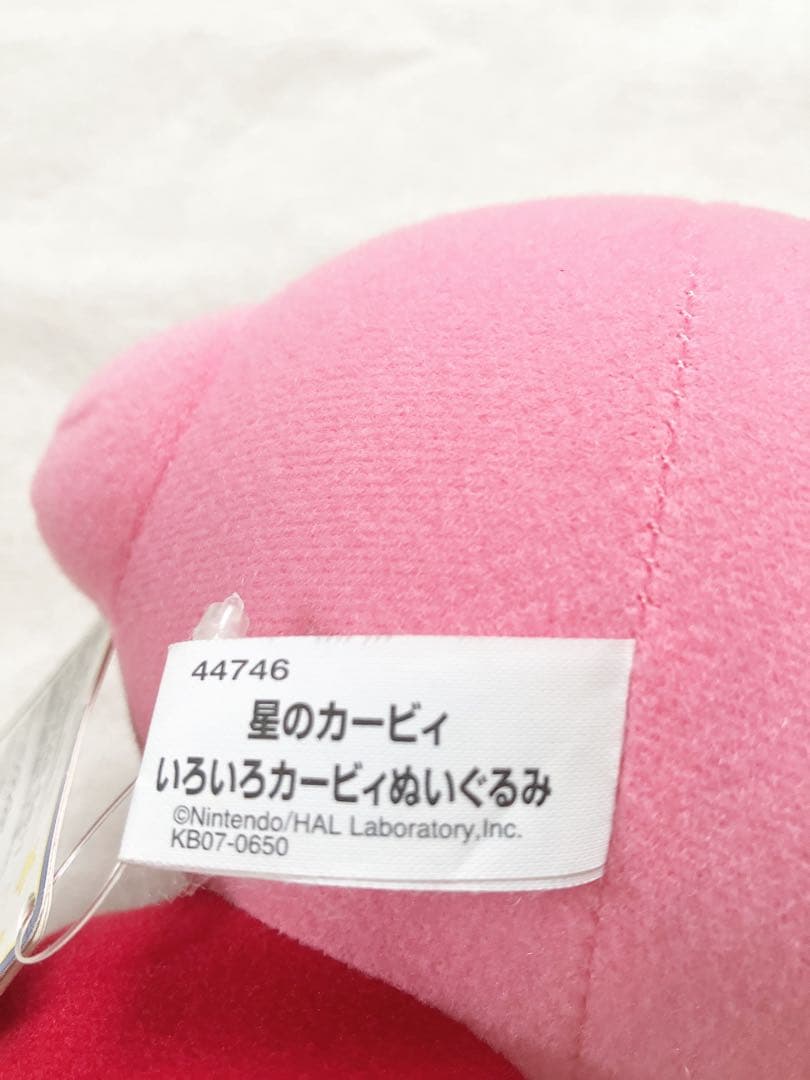 44746
星のカービィ
いろいろカービィぬいぐるみ
©Nintendo/HAL Laboratory,Inc.
KB07-0650